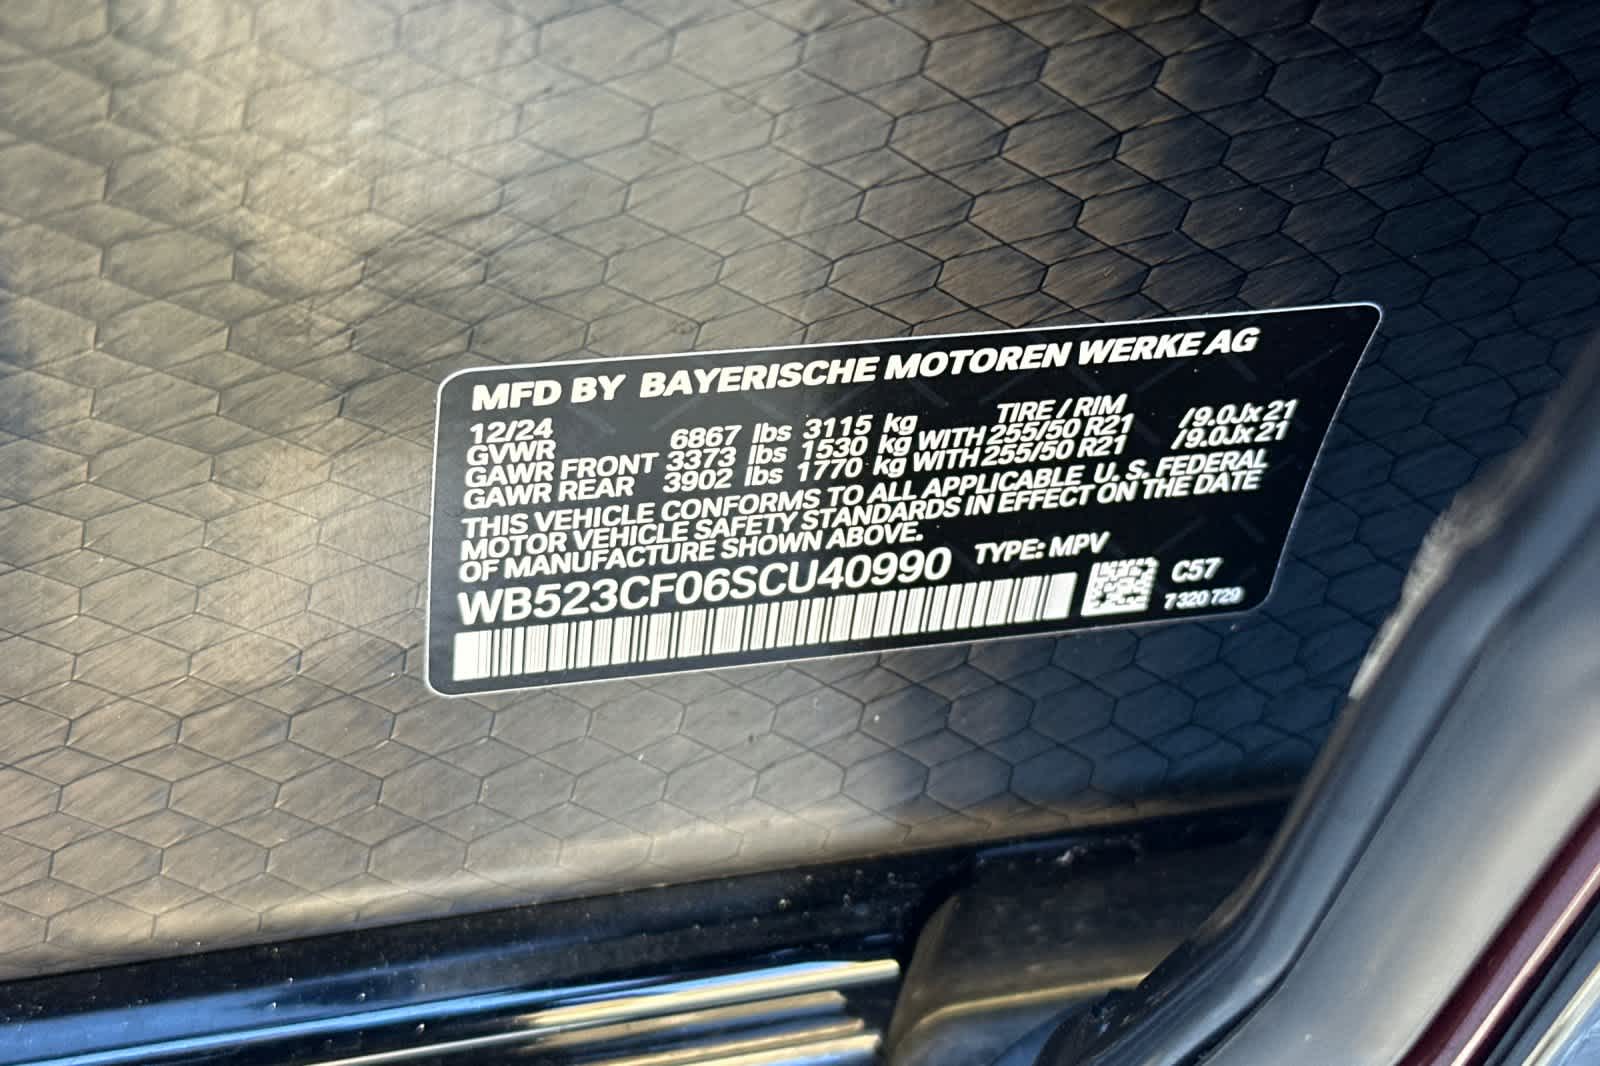 MFD BY BAYERISCHE MOTOREN WERKE AG
12/24 TIRE / RIM
GVWR 6867 lbs 3115 kg
GAWR FRONT 3373 lbs 1530 kg WITH 255/50 R21 /9.0Jx21
GAWR REAR 3902 lbs 1770 kg WITH 255/50 R21 /9.0Jx21
THIS VEHICLE CONFORMS TO ALL APPLICABLE U. S. FEDERAL
MOTOR VEHICLE SAFETY STANDARDS IN EFFECT ON THE DATE
OF MANUFACTURE SHOWN ABOVE.
WB523CF06SCU40990 TYPE: MPV
C57
7 320 729